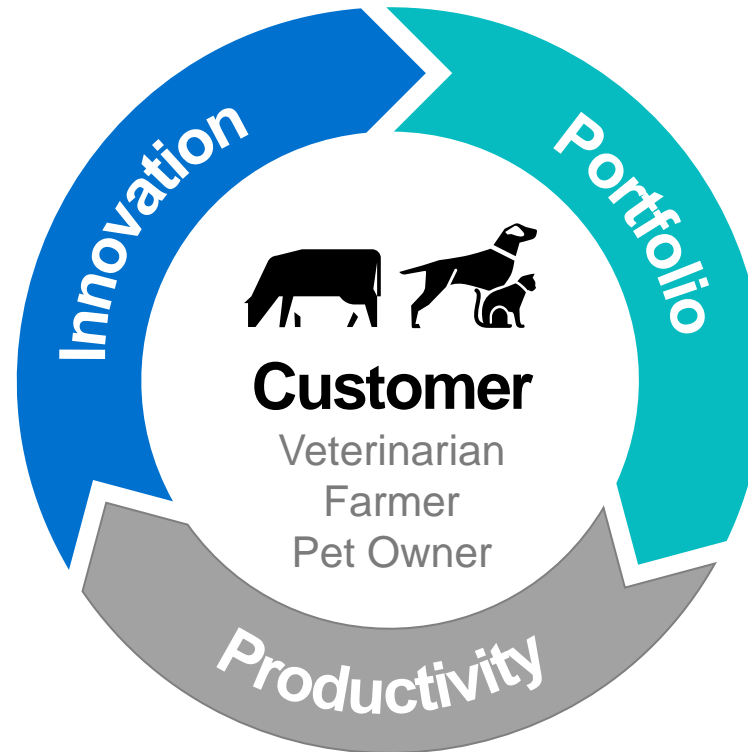 Innovation
Portfolio
Customer
Veterinarian
Farmer
Pet Owner
Productivity